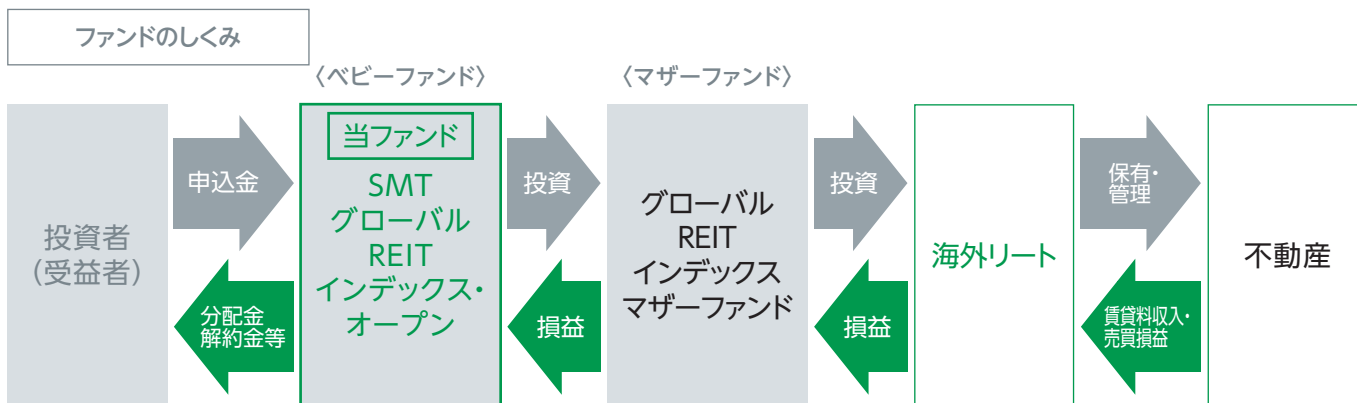 ファンドのしくみ
〈ベビーファンド〉
〈マザーファンド〉
投資者
（受益者）
申込金
分配金
解約金等
当ファンド
SMT
グローバル
REIT
インデックス・
オープン
投資
損益
グローバル
REIT
インデックス
マザーファンド
投資
損益
海外リート
保有・
管理
賃貸料収入・
売買損益
不動産